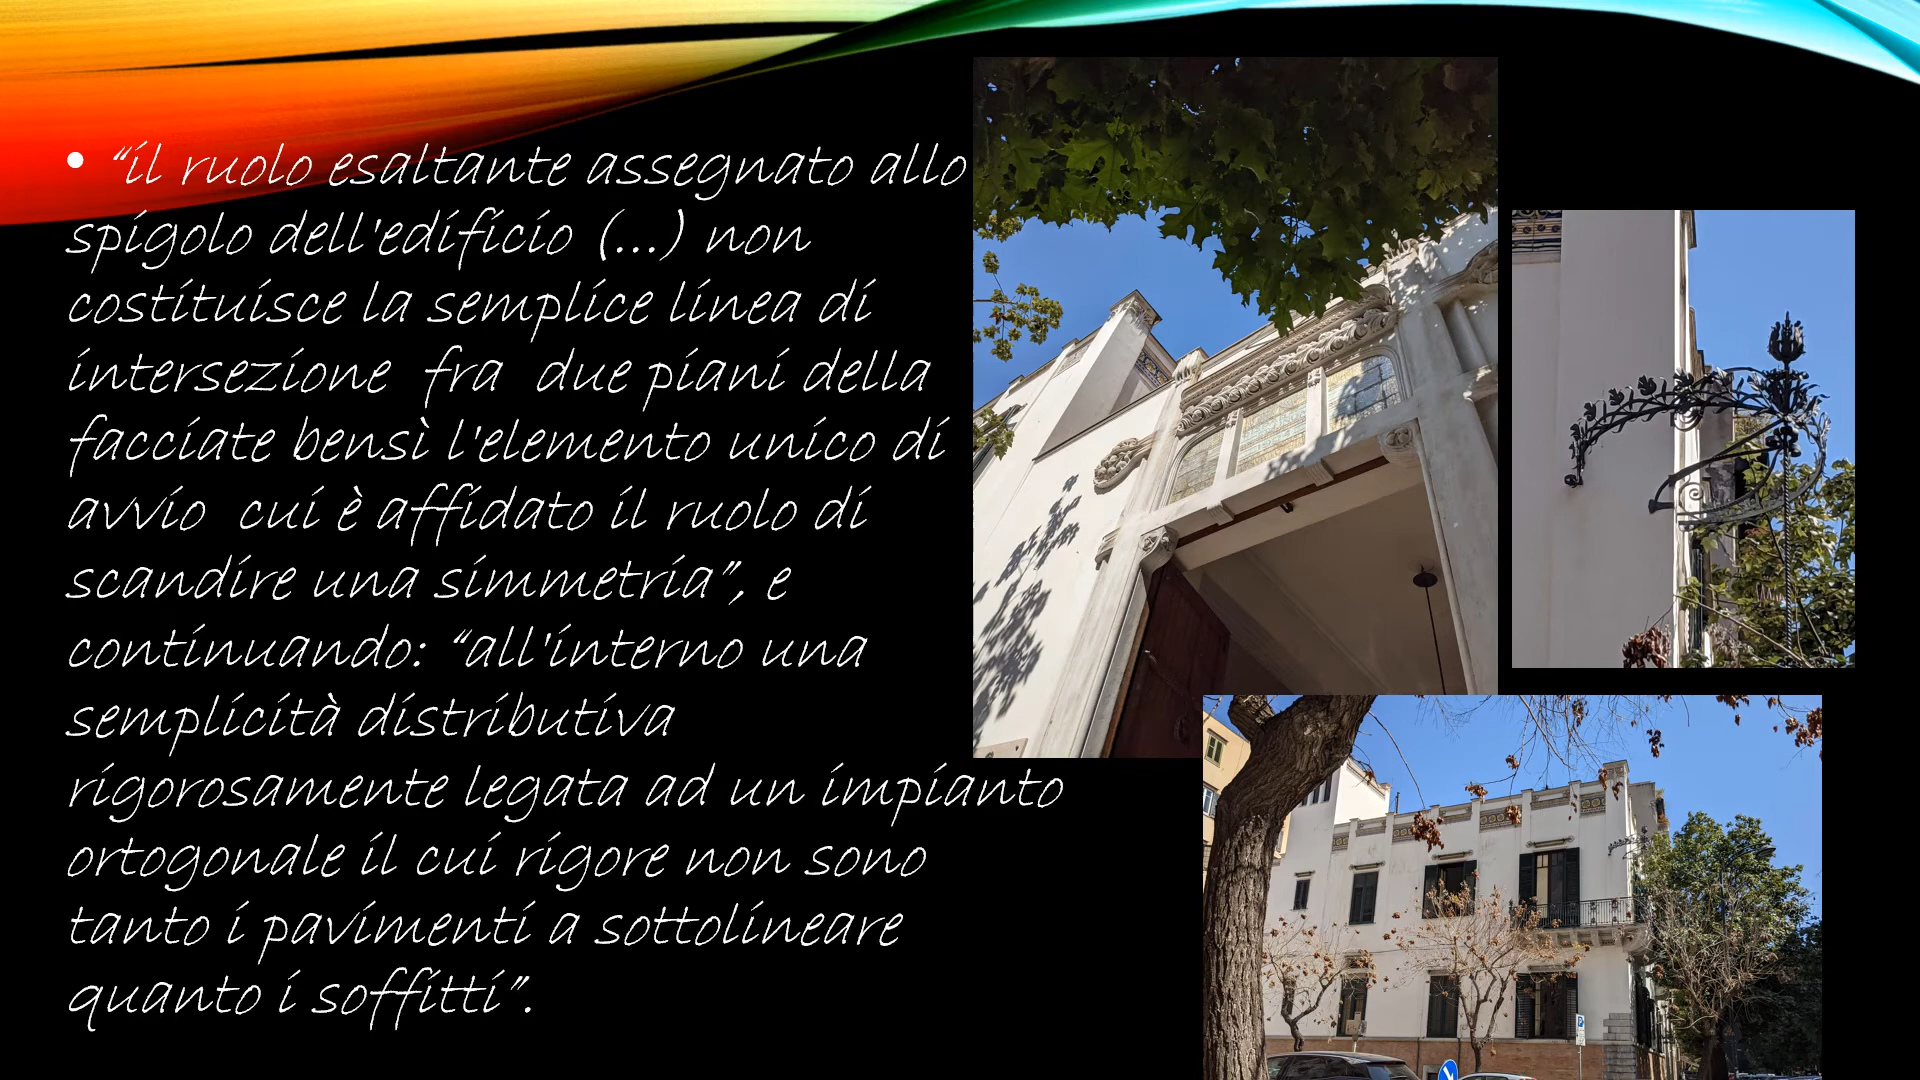 • “il ruolo esaltante assegnato allo
spigolo dell'edificio (...) non
costituisce la semplice linea di
intersezione fra due piani della
facciate bensì l'elemento unico di
avvio cui è affidato il ruolo di
scandire una simmetria”, e
continuando: “all'interno una
semplicità distributiva
rigorosamente legata ad un impianto
ortogonale il cui rigore non sono
tanto i pavimenti a sottolineare
quanto i soffitti”.
P